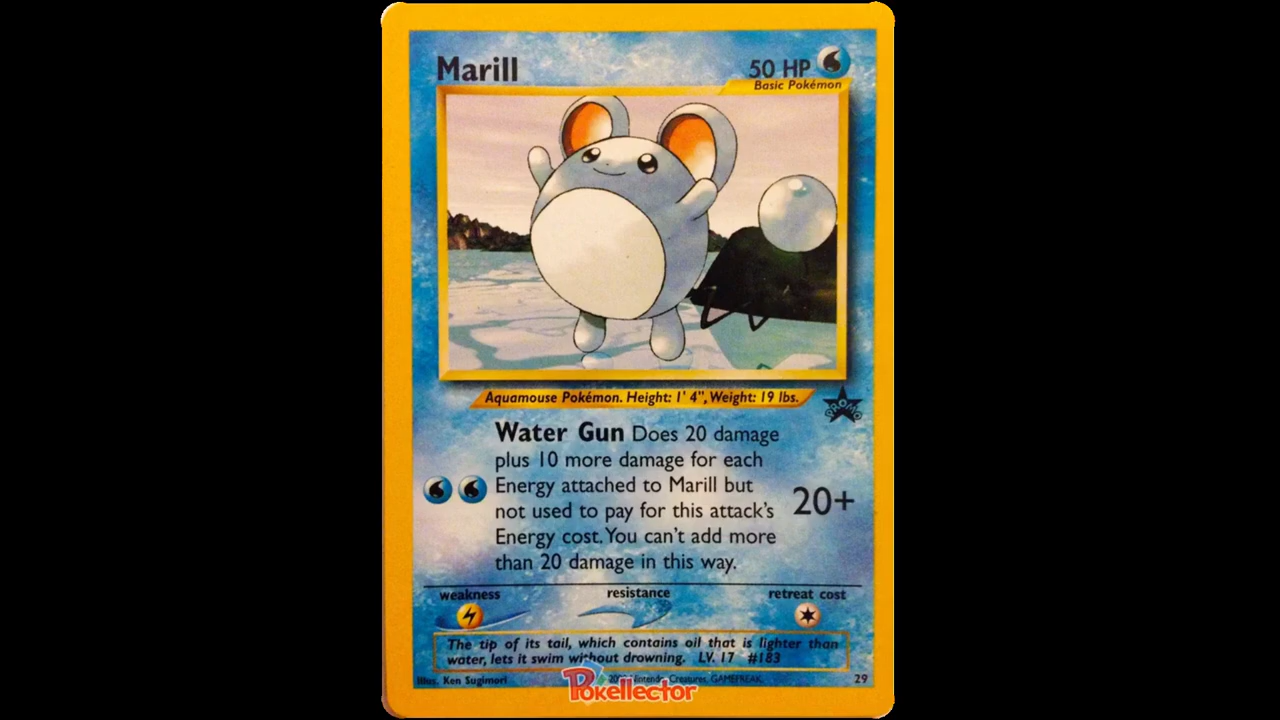 Marill
50 HP
Basic Pokémon
Aquamouse Pokémon. Height: 1' 4", Weight: 19 lbs.
PROMO
Water Gun Does 20 damage
plus 10 more damage for each
Energy attached to Marill but
not used to pay for this attack's
Energy cost. You can't add more
than 20 damage in this way.
20+
weakness resistance retreat cost
The tip of its tail, which contains oil that is lighter than
water, lets it swim without drowning. LV. 17 #183
Illus. Ken Sugimori Nintendo, Creatures, GAMEFREAK. 29
Pokellector